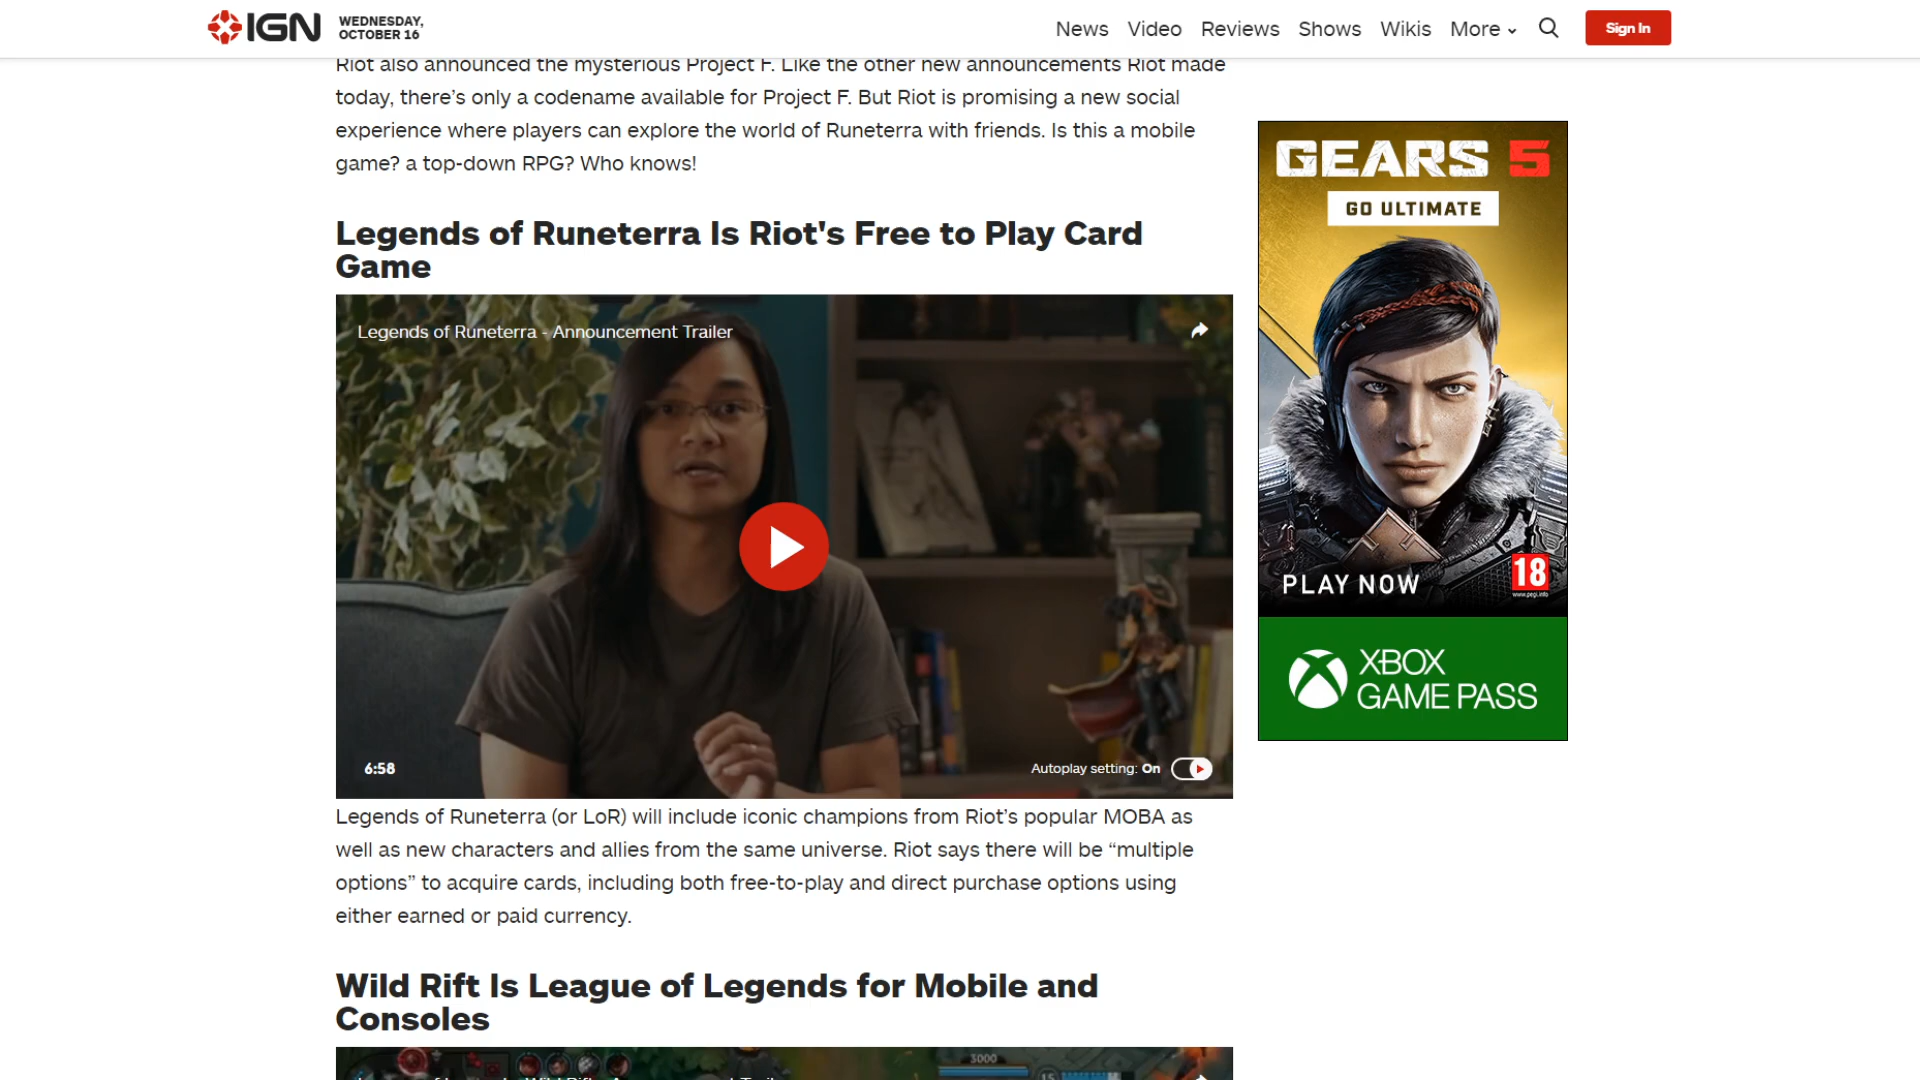 IGN
WEDNESDAY,
OCTOBER 16
News Video Reviews Shows Wikis More
Sign In
Riot also announced the mysterious Project F. Like the other new announcements Riot made
today, there’s only a codename available for Project F. But Riot is promising a new social
experience where players can explore the world of Runeterra with friends. Is this a mobile
game? a top-down RPG? Who knows!
Legends of Runeterra Is Riot's Free to Play Card
Game
Legends of Runeterra - Announcement Trailer
6:58
Autoplay setting: On
Legends of Runeterra (or LoR) will include iconic champions from Riot’s popular MOBA as
well as new characters and allies from the same universe. Riot says there will be “multiple
options” to acquire cards, including both free-to-play and direct purchase options using
either earned or paid currency.
Wild Rift Is League of Legends for Mobile and
Consoles
3000
15
GEARS 5
GO ULTIMATE
PLAY NOW
18
www.pegi.info
XBOX
GAME PASS